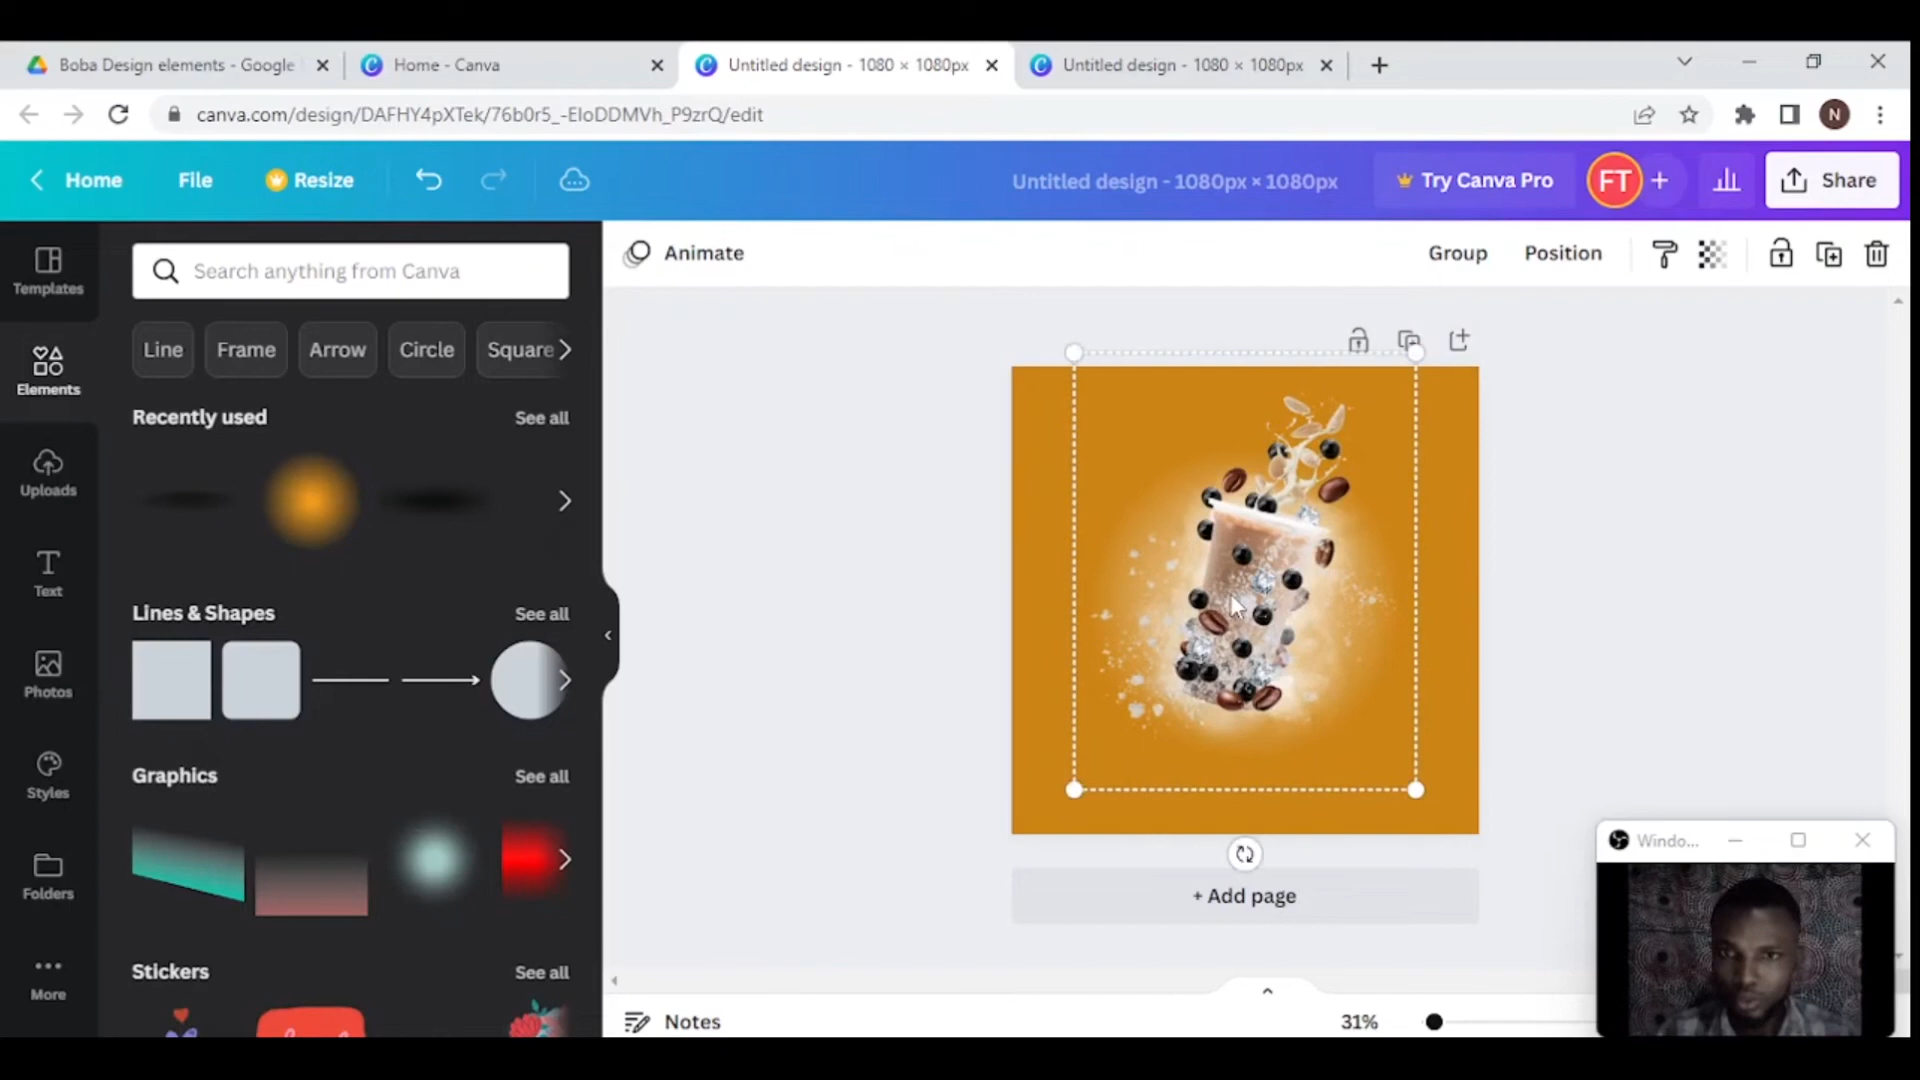 Boba Design elements - Google
Home - Canva
Untitled design - 1080 × 1080px
Untitled design - 1080 × 1080px
canva.com/design/DAFHY4pXTek/76b0r5_-EIoDDMVh_P9zrQ/edit
N
Home
File
Resize
Untitled design - 1080px × 1080px
Try Canva Pro
FT
Share
Templates
Elements
Uploads
Text
Photos
Styles
Folders
More
Search anything from Canva
Line
Frame
Arrow
Circle
Square
Recently used
See all
Lines & Shapes
See all
Graphics
See all
Stickers
See all
Animate
Group
Position
+ Add page
Notes
31%
Windo...